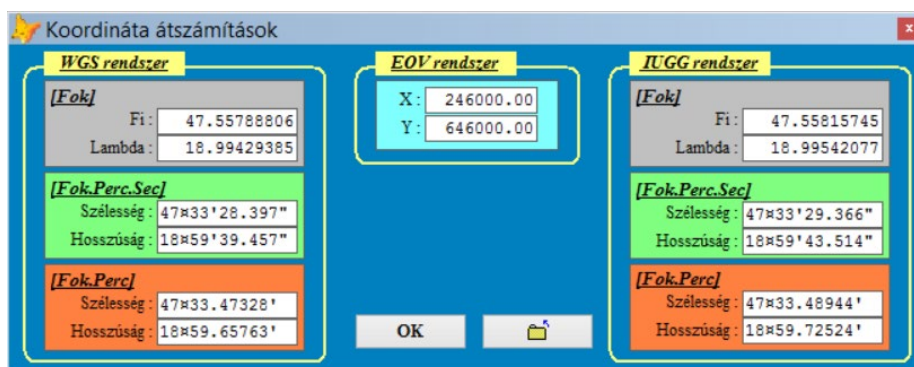 Koordináta átszámítások
x
WGS rendszer
[Fok]
Fi : 47.55788806
Lambda : 18.99429385
[Fok.Perc.Sec]
Szélesség : 47¤33'28.397"
Hosszúság : 18¤59'39.457"
[Fok.Perc]
Szélesség : 47¤33.47328'
Hosszúság : 18¤59.65763'
EOV rendszer
X : 246000.00
Y : 646000.00
OK
IUGG rendszer
[Fok]
Fi : 47.55815745
Lambda : 18.99542077
[Fok.Perc.Sec]
Szélesség : 47¤33'29.366"
Hosszúság : 18¤59'43.514"
[Fok.Perc]
Szélesség : 47¤33.48944'
Hosszúság : 18¤59.72524'